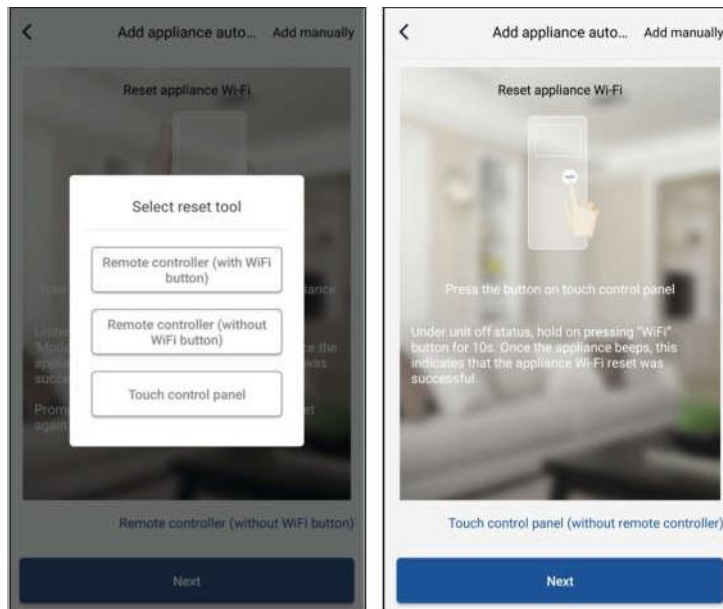 Add appliance auto... Add manually
Reset appliance Wi-Fi
Select reset tool
Remote controller (with WiFi
button)
Remote controller (without
WiFi button)
Touch control panel
Remote controller (without WiFi button)
Next
Add appliance auto... Add manually
Reset appliance Wi-Fi
Press the button on touch control panel
Under unit off status, hold on pressing "WiFi"
button for 10s. Once the appliance beeps, this
indicates that the appliance Wi-Fi reset was
successful.
Touch control panel (without remote controller)
Next